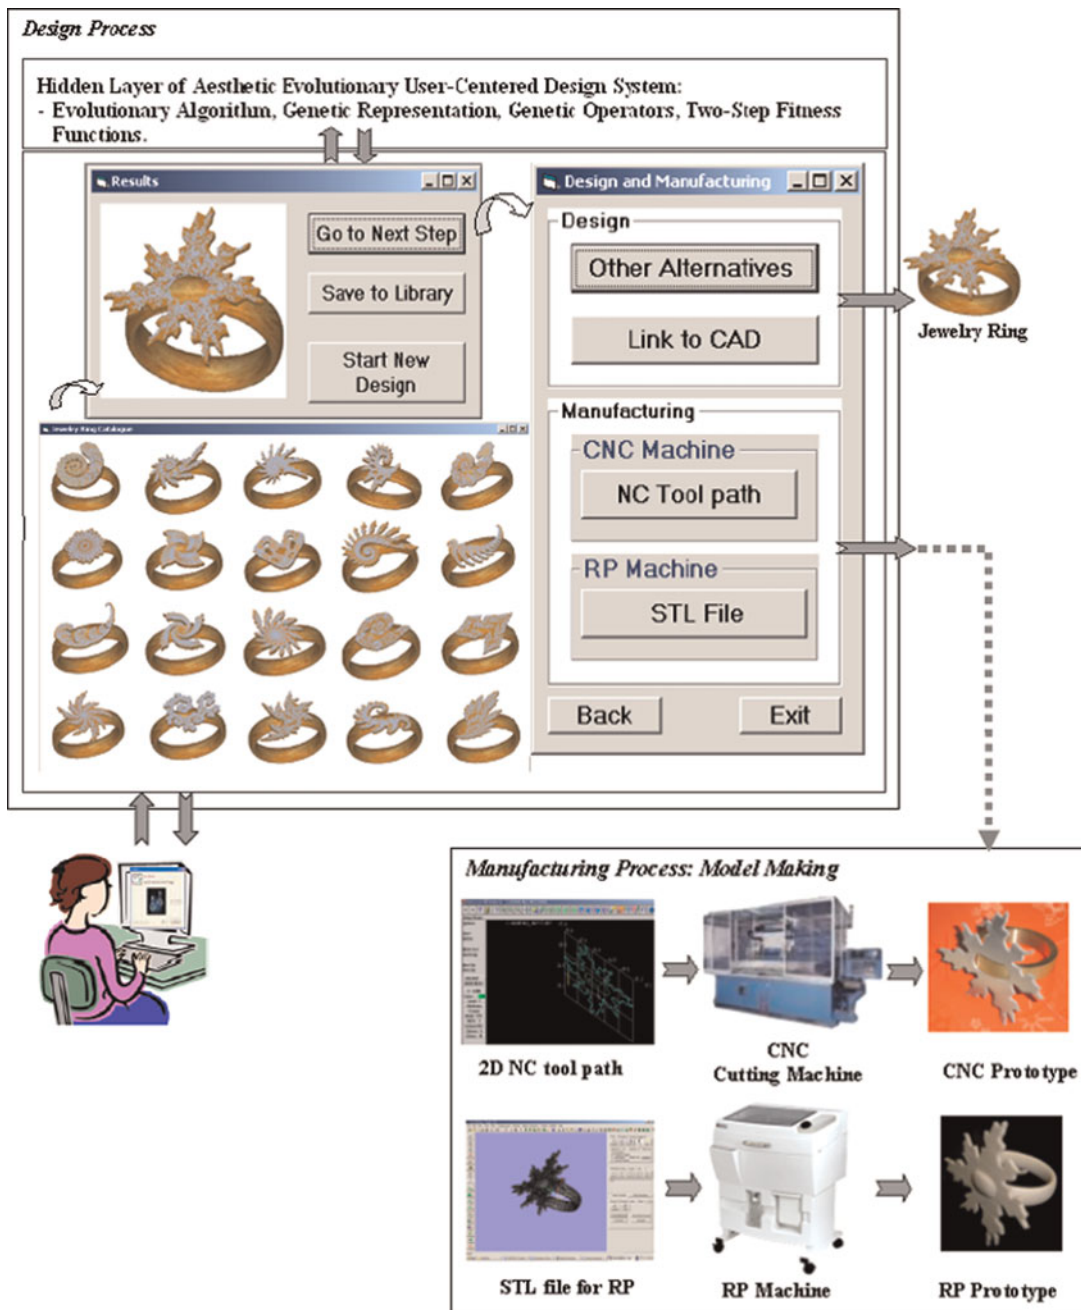 Design Process
Hidden Layer of Aesthetic Evolutionary User-Centered Design System:
- Evolutionary Algorithm, Genetic Representation, Genetic Operators, Two-Step Fitness
Functions.
Results
Go to Next Step
Save to Library
Start New
Design
Jewelry Ring Catalogue
Design and Manufacturing
Design
Other Alternatives
Link to CAD
Manufacturing
CNC Machine
NC Tool path
RP Machine
STL File
Back
Exit
Jewelry Ring
Manufacturing Process: Model Making
2D NC tool path
CNC
Cutting Machine
CNC Prototype
STL file for RP
RP Machine
RP Prototype